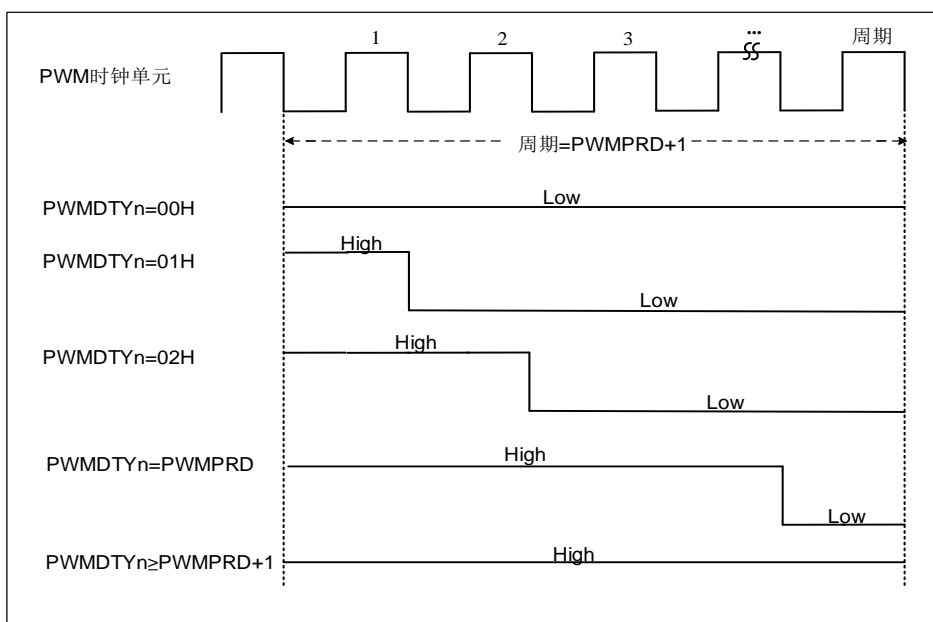 1 2 3 ... 周期
PWM时钟单元
周期=PWMPRD+1
PWMDTYn=00H Low
PWMDTYn=01H High Low
PWMDTYn=02H High Low
PWMDTYn=PWMPRD High Low
PWMDTYn≥PWMPRD+1 High